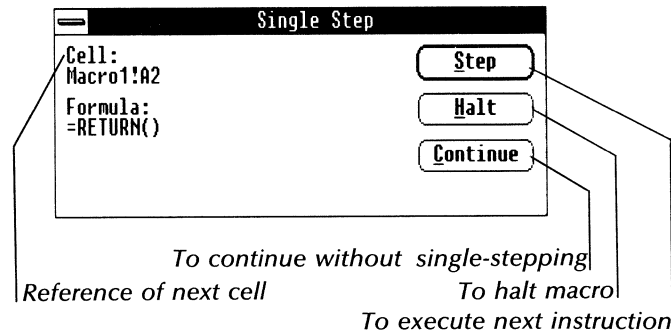 Single Step
Cell:
Macro1!A2
Formula:
=RETURN()
Step
Halt
Continue
To continue without single-stepping
Reference of next cell
To halt macro
To execute next instruction